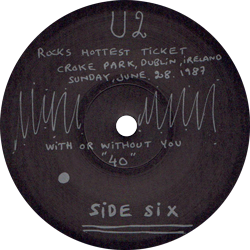 U2
ROCKS HOTTEST TICKET
CROKE PARK, DUBLIN, IRELAND
SUNDAY, JUNE 28. 1987
WITH OR WITHOUT YOU
"40"
SIDE SIX